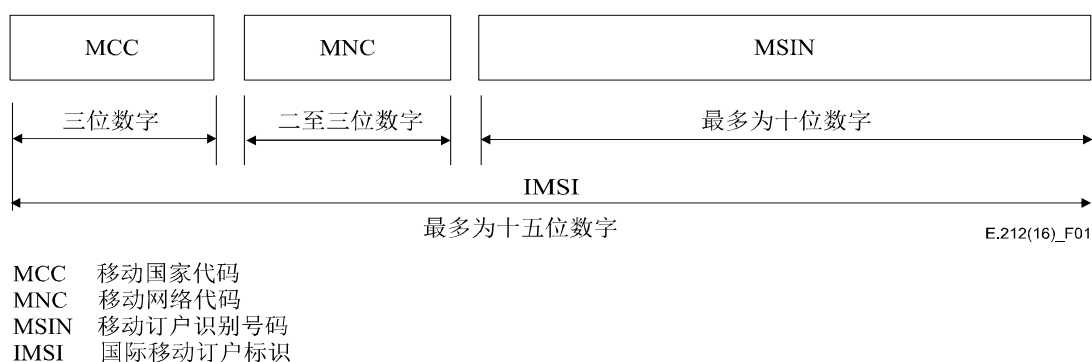 MCC MNC MSIN
三位数字 二至三位数字 最多为十位数字
IMSI
最多为十五位数字
E.212(16)_F01
MCC 移动国家代码
MNC 移动网络代码
MSIN 移动订户识别号码
IMSI 国际移动订户标识